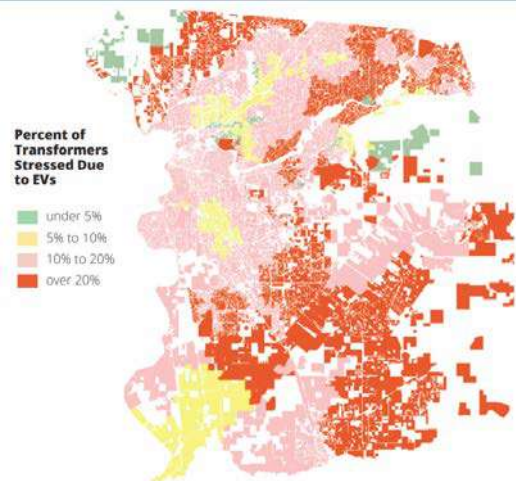 Percent of
Transformers
Stressed Due
to EVs
under 5%
5% to 10%
10% to 20%
over 20%